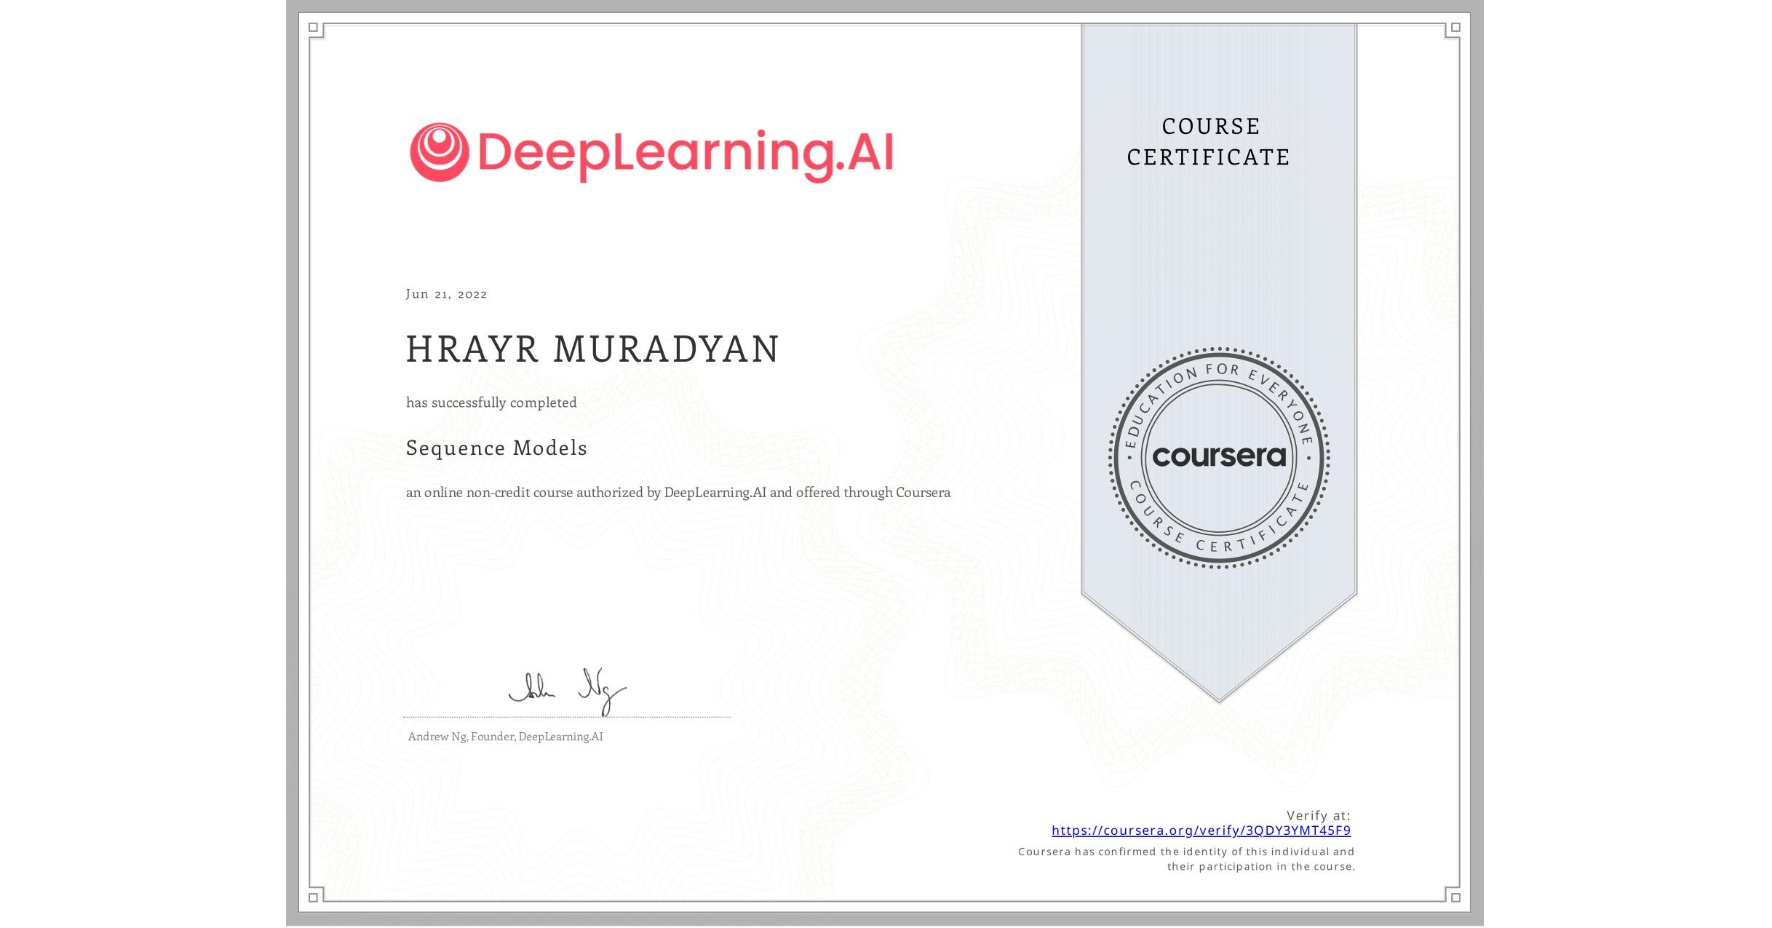 DeepLearning.AI
COURSE
CERTIFICATE
Jun 21, 2022
HRAYR MURADYAN
has successfully completed
Sequence Models
an online non-credit course authorized by DeepLearning.AI and offered through Coursera
EDUCATION FOR EVERYONE
coursera
COURSE CERTIFICATE
Andrew Ng, Founder, DeepLearning.AI
Verify at:
https://coursera.org/verify/3QDY3YMT45F9
Coursera has confirmed the identity of this individual and
their participation in the course.